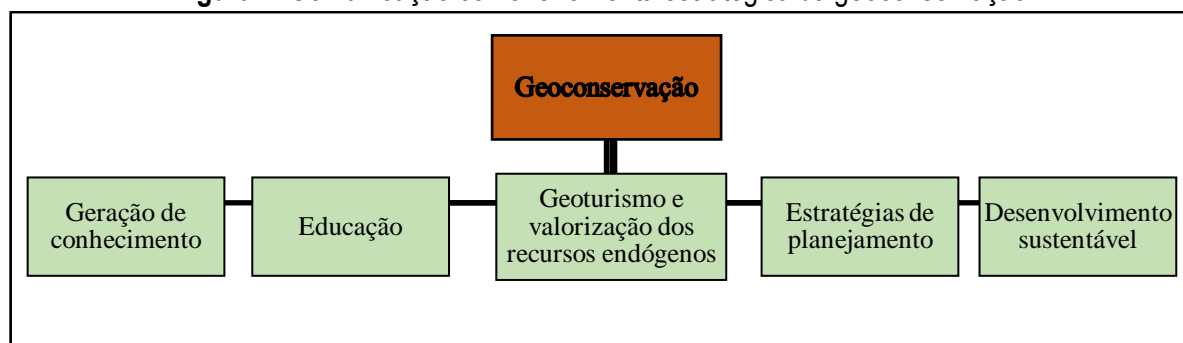 Geoconservação
Geração de
conhecimento
Educação
Geoturismo e
valorização dos
recursos endógenos
Estratégias de
planejamento
Desenvolvimento
sustentável